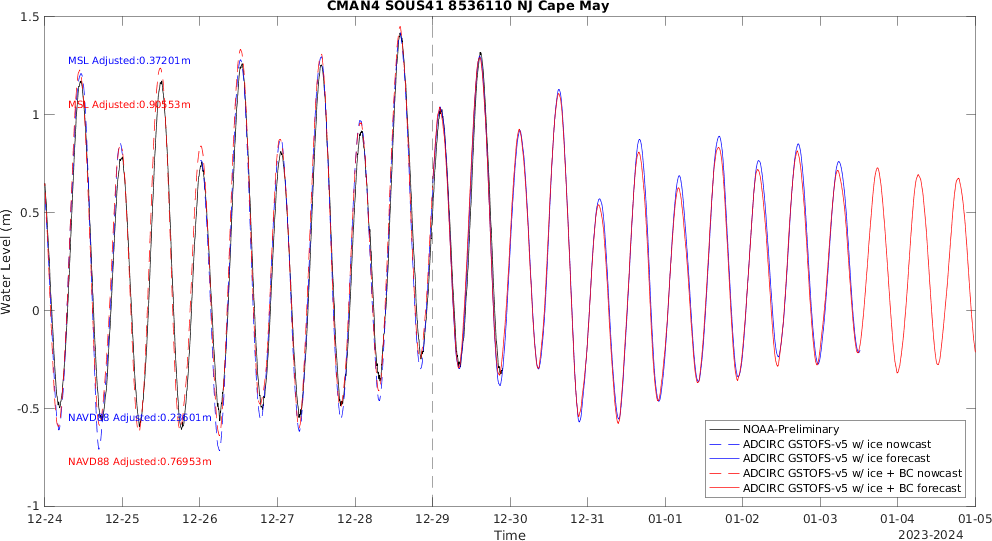 CMAN4 SOUS41 8536110 NJ Cape May
Water Level (m)
1.5
1
0.5
0
-0.5
-1
MSL Adjusted:0.37201m
MSL Adjusted:0.90553m
NAVD88 Adjusted:0.23601m
NAVD88 Adjusted:0.76953m
NOAA-Preliminary
ADCIRC GSTOFS-v5 w/ ice nowcast
ADCIRC GSTOFS-v5 w/ ice forecast
ADCIRC GSTOFS-v5 w/ ice + BC nowcast
ADCIRC GSTOFS-v5 w/ ice + BC forecast
12-24 12-25 12-26 12-27 12-28 12-29 12-30 12-31 01-01 01-02 01-03 01-04 01-05
Time
2023-2024